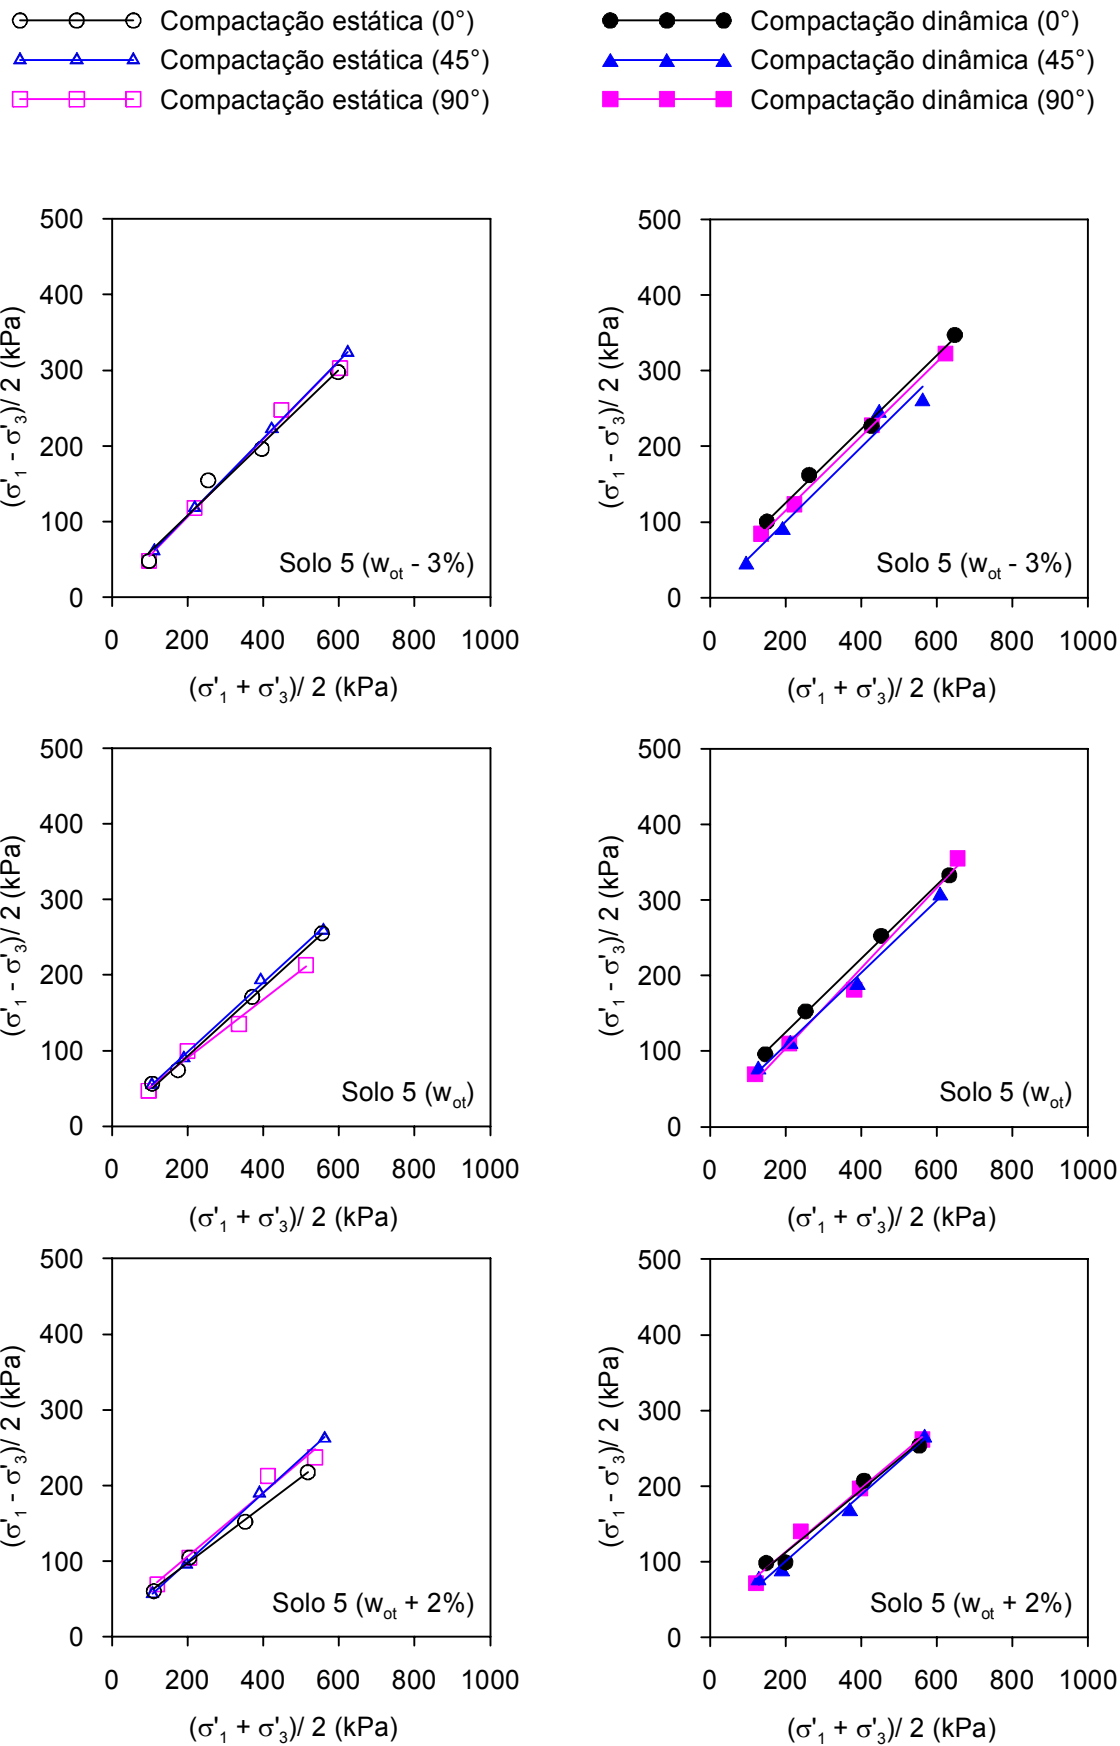 Compactação estática (0°)
Compactação estática (45°)
Compactação estática (90°)
Compactação dinâmica (0°)
Compactação dinâmica (45°)
Compactação dinâmica (90°)
500
400
300
200
100
0
(σ'1 - σ'3)/ 2 (kPa)
Solo 5 (wot - 3%)
0 200 400 600 800 1000
(σ'1 + σ'3)/ 2 (kPa)
500
400
300
200
100
0
(σ'1 - σ'3)/ 2 (kPa)
Solo 5 (wot - 3%)
0 200 400 600 800 1000
(σ'1 + σ'3)/ 2 (kPa)
500
400
300
200
100
0
(σ'1 - σ'3)/ 2 (kPa)
Solo 5 (wot)
0 200 400 600 800 1000
(σ'1 + σ'3)/ 2 (kPa)
500
400
300
200
100
0
(σ'1 - σ'3)/ 2 (kPa)
Solo 5 (wot)
0 200 400 600 800 1000
(σ'1 + σ'3)/ 2 (kPa)
500
400
300
200
100
0
(σ'1 - σ'3)/ 2 (kPa)
Solo 5 (wot + 2%)
0 200 400 600 800 1000
(σ'1 + σ'3)/ 2 (kPa)
500
400
300
200
100
0
(σ'1 - σ'3)/ 2 (kPa)
Solo 5 (wot + 2%)
0 200 400 600 800 1000
(σ'1 + σ'3)/ 2 (kPa)